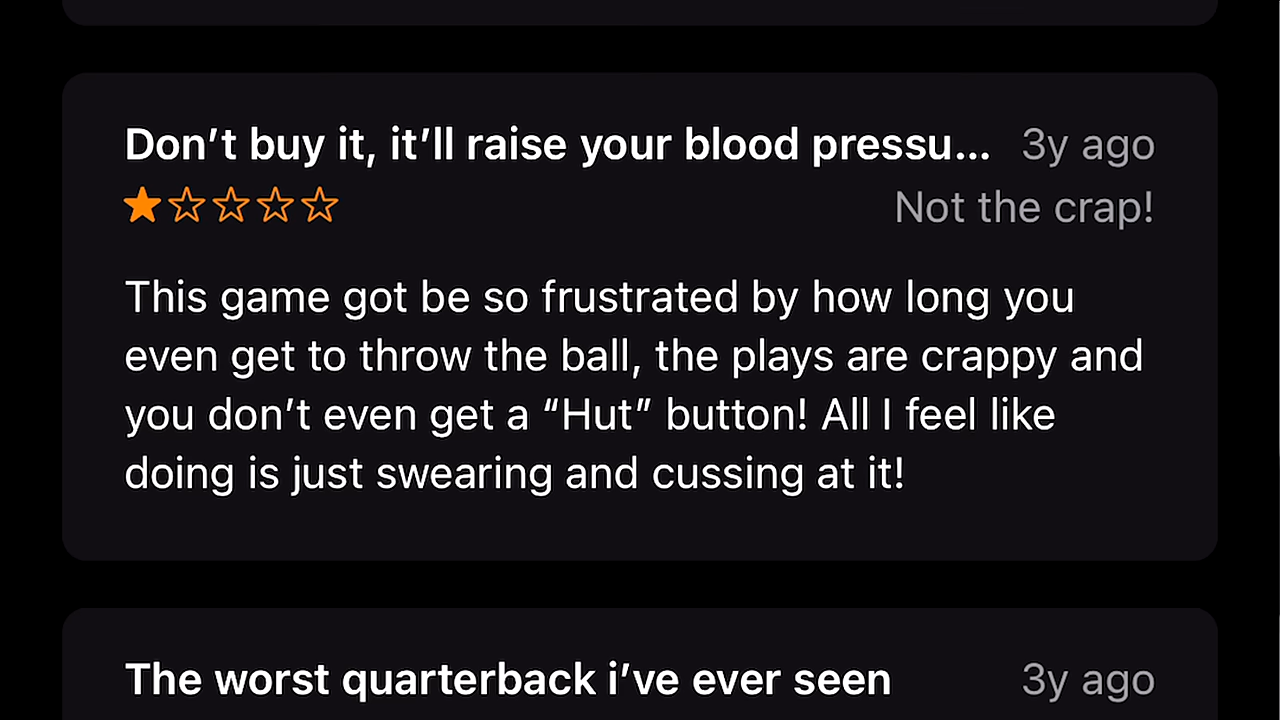 Don’t buy it, it’ll raise your blood pressu... 3y ago
Not the crap!
This game got be so frustrated by how long you
even get to throw the ball, the plays are crappy and
you don’t even get a “Hut” button! All I feel like
doing is just swearing and cussing at it!
The worst quarterback i’ve ever seen 3y ago